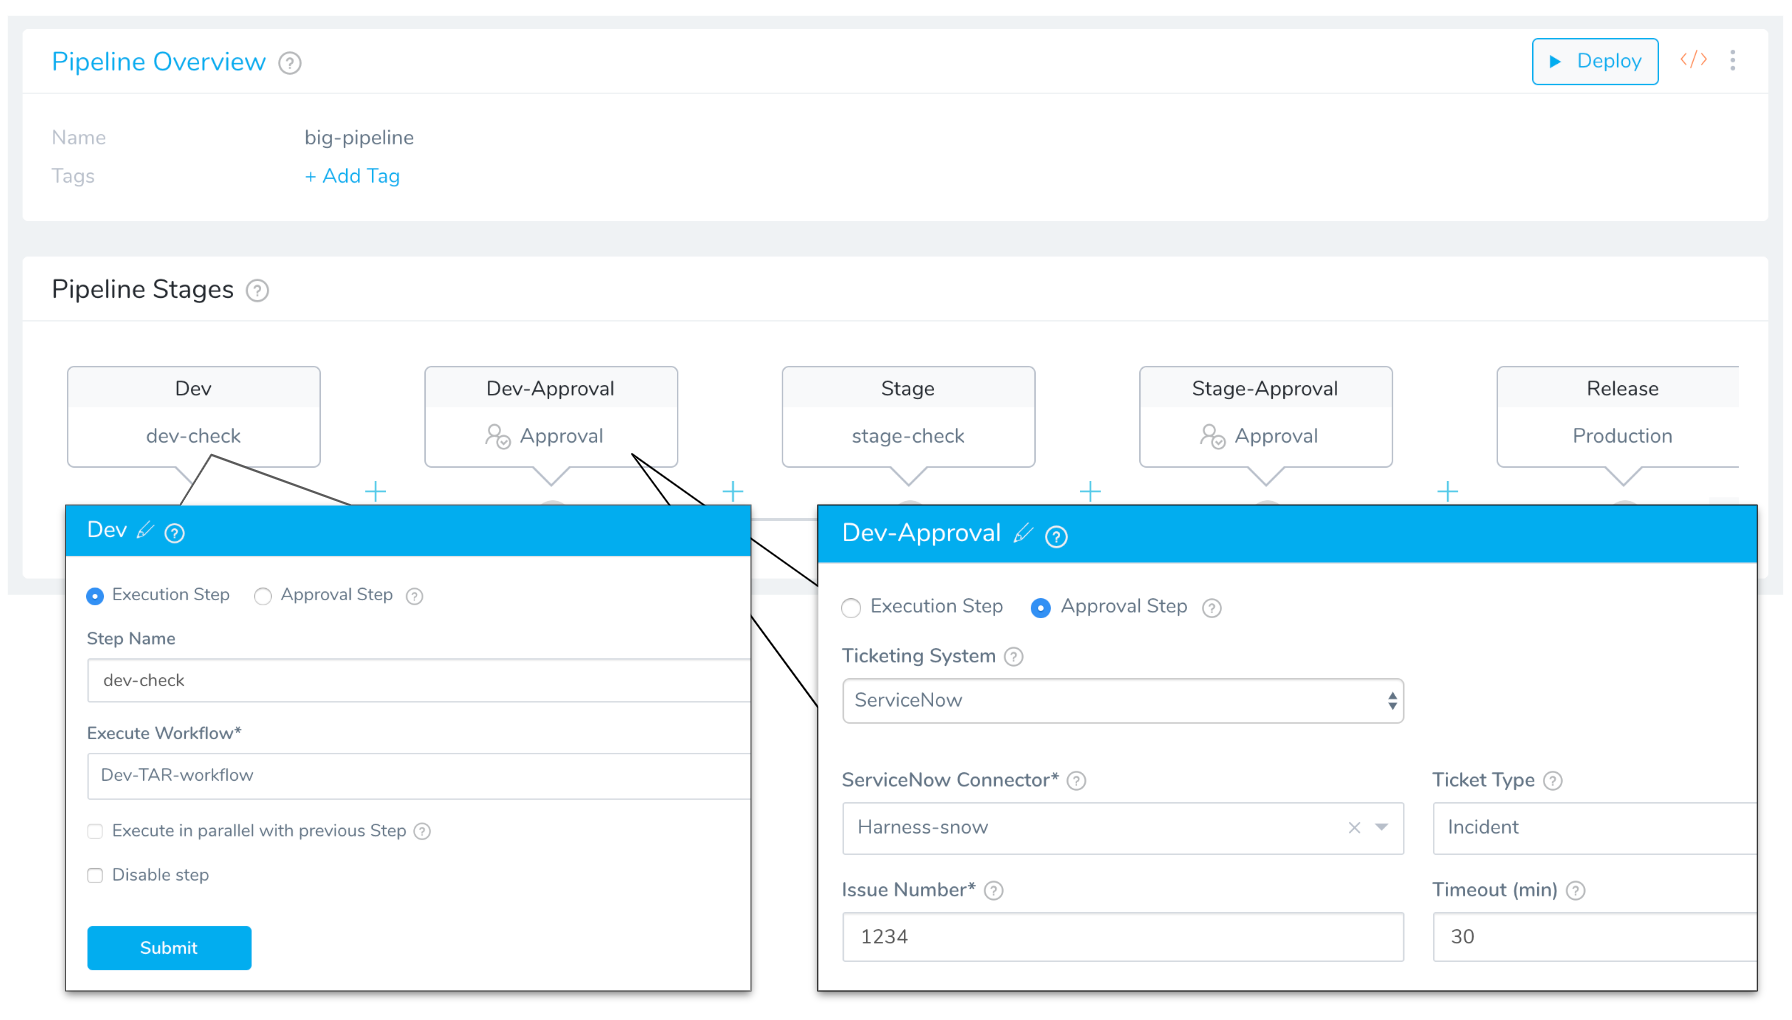 Pipeline Overview ?
Deploy </>
Name big-pipeline
Tags + Add Tag
Pipeline Stages ?
Dev
dev-check
Dev-Approval
Approval
Stage
stage-check
Stage-Approval
Approval
Release
Production
Dev ?
Execution Step Approval Step ?
Step Name
dev-check
Execute Workflow*
Dev-TAR-workflow
Execute in parallel with previous Step ?
Disable step
Submit
Dev-Approval ?
Execution Step Approval Step ?
Ticketing System ?
ServiceNow
ServiceNow Connector* ? Ticket Type ?
Harness-snow Incident
Issue Number* ? Timeout (min) ?
1234 30